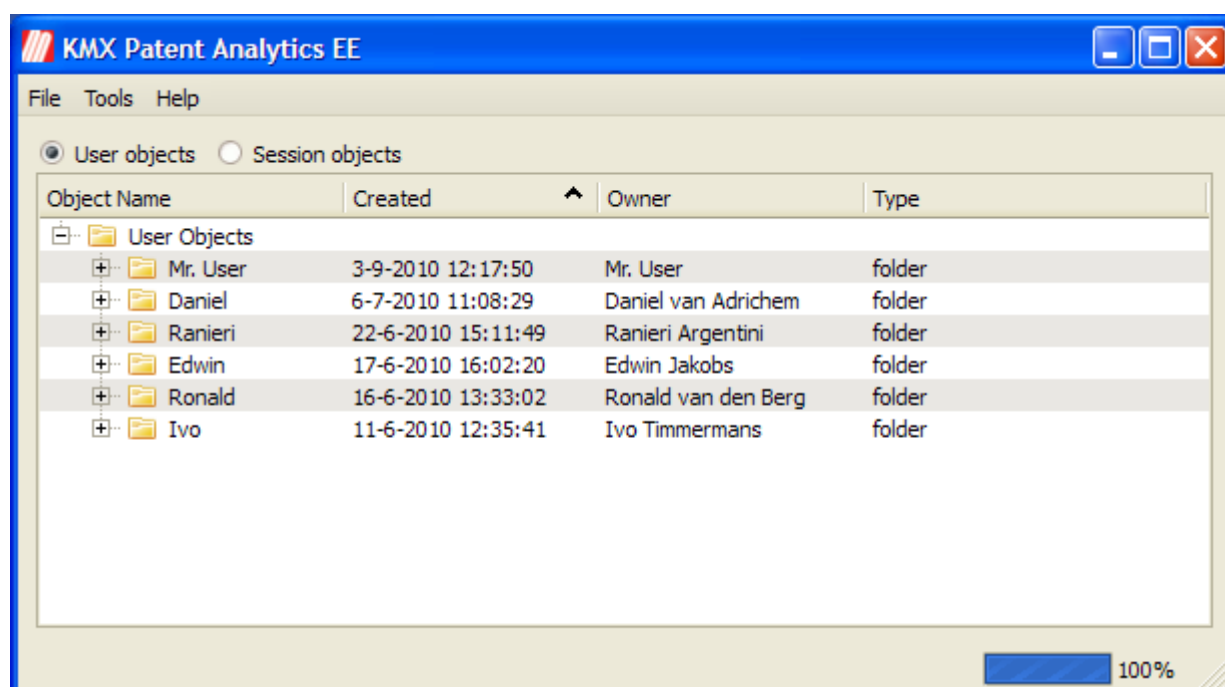 KMX Patent Analytics EE
File Tools Help
User objects Session objects
Object Name Created Owner Type
User Objects
Mr. User 3-9-2010 12:17:50 Mr. User folder
Daniel 6-7-2010 11:08:29 Daniel van Adrichem folder
Ranieri 22-6-2010 15:11:49 Ranieri Argentini folder
Edwin 17-6-2010 16:02:20 Edwin Jakobs folder
Ronald 16-6-2010 13:33:02 Ronald van den Berg folder
Ivo 11-6-2010 12:35:41 Ivo Timmermans folder
100%